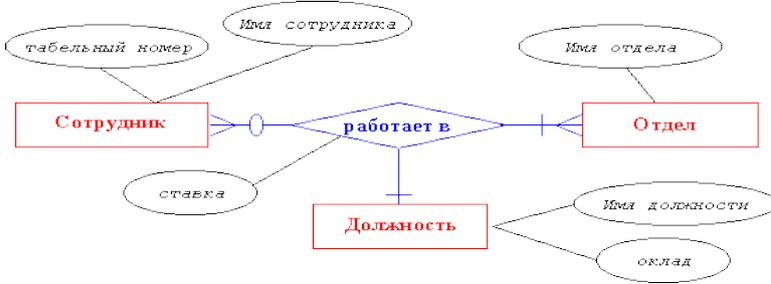 Имя сотрудника
табельный номер
Имя отдела
Сотрудник
работает в
Отдел
ставка
Имя должности
Должность
оклад